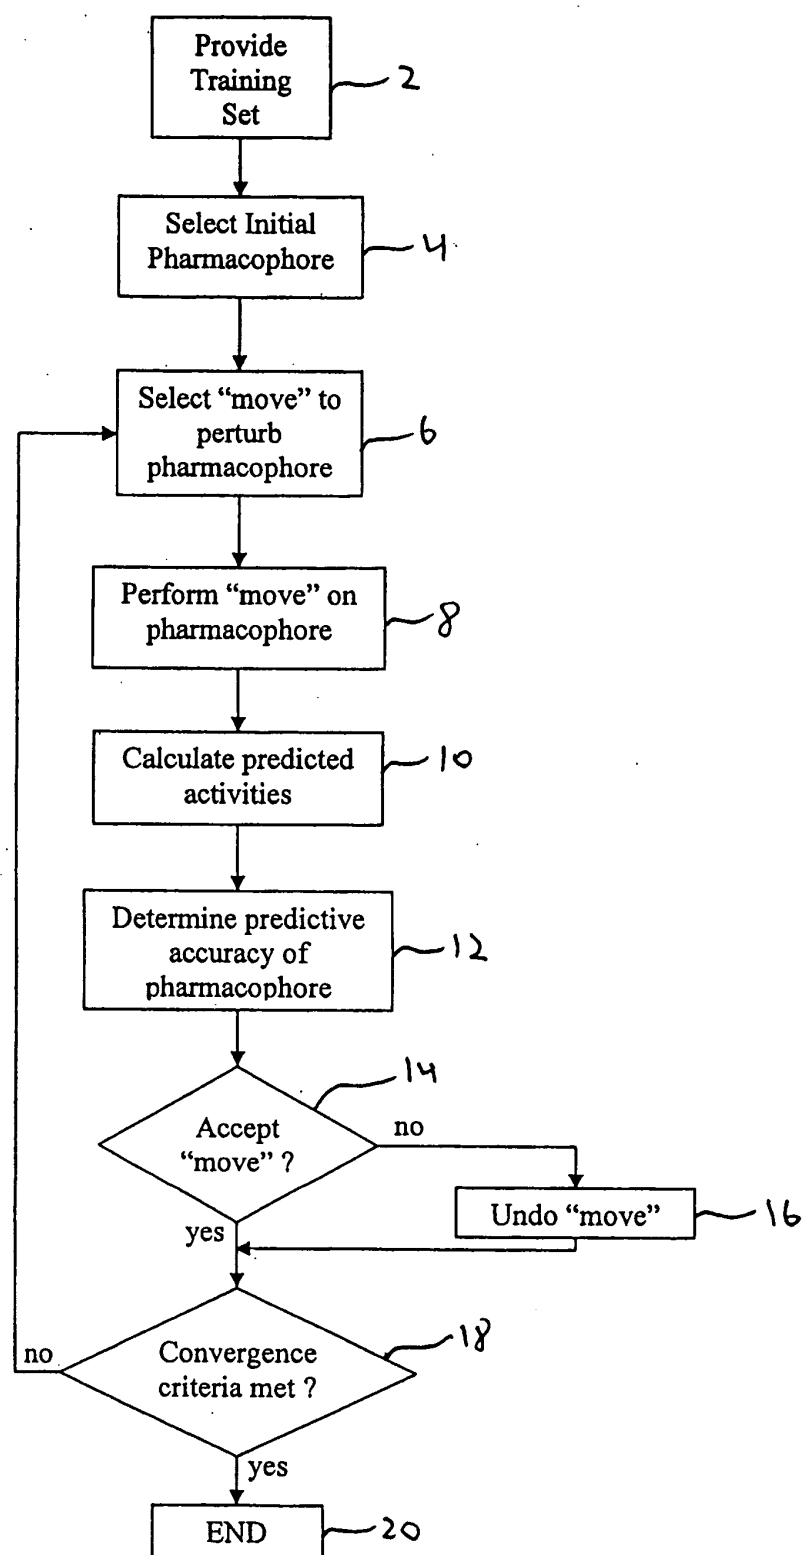 Provide
Training
Set
2
Select Initial
Pharmacophore
4
Select “move” to
perturb
pharmacophore
6
Perform “move” on
pharmacophore
8
Calculate predicted
activities
10
Determine predictive
accuracy of
pharmacophore
12
14
Accept
“move” ?
no
Undo “move”
16
yes
18
no
Convergence
criteria met ?
yes
END
20